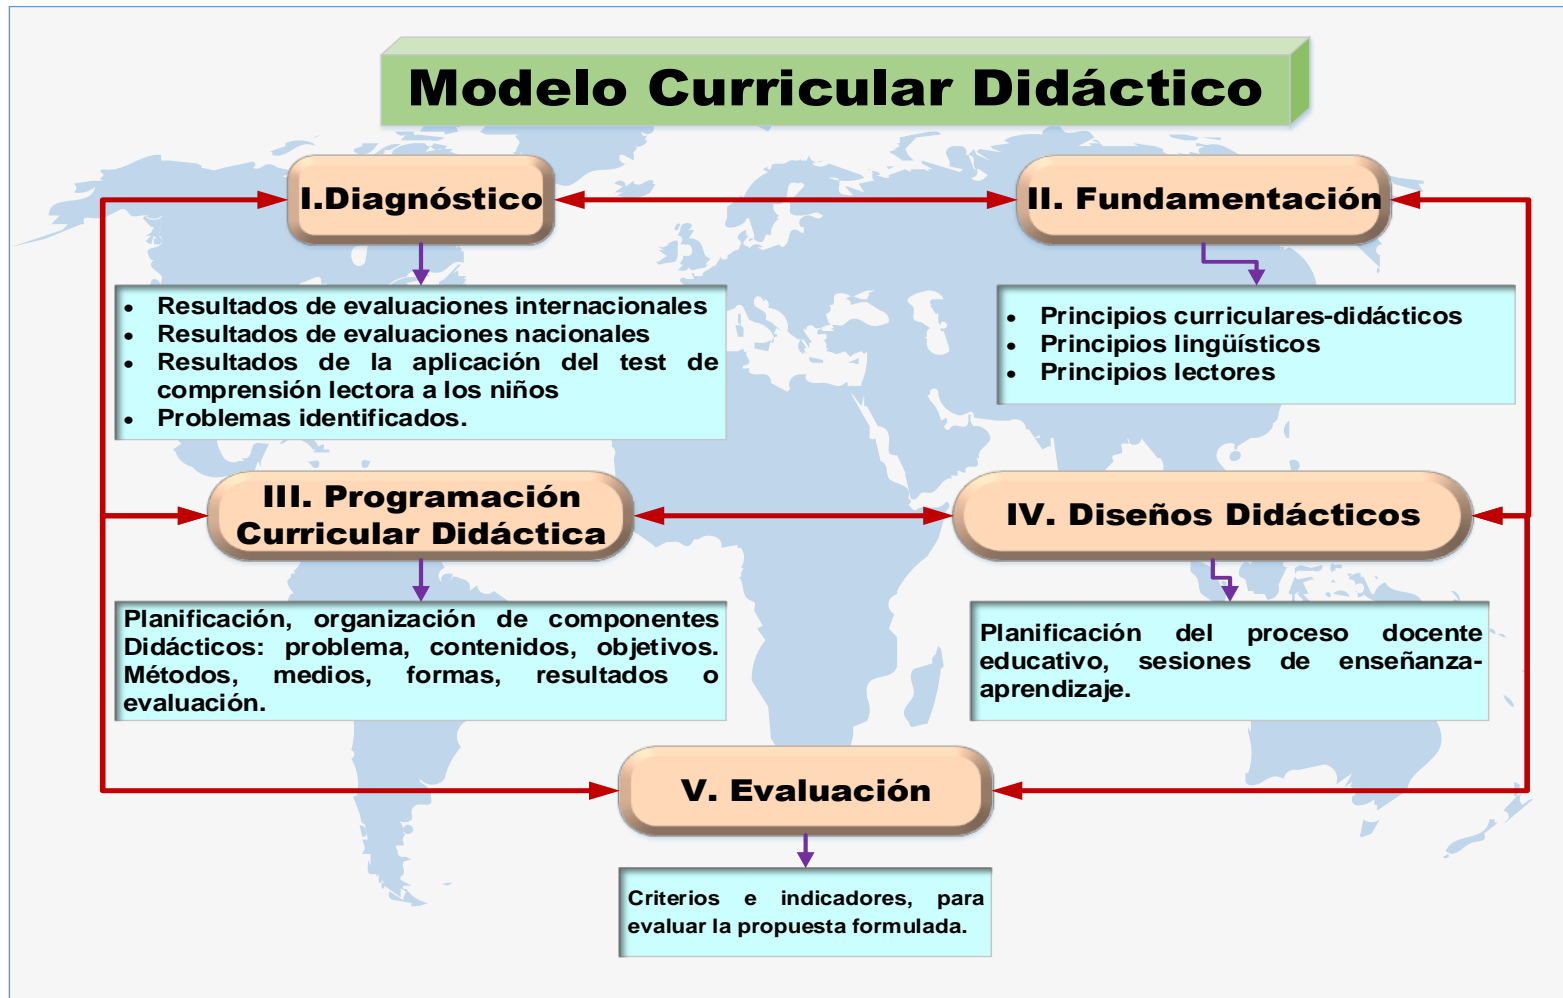 Modelo Curricular Didáctico
I.Diagnóstico
II. Fundamentación
• Resultados de evaluaciones internacionales
• Resultados de evaluaciones nacionales
• Resultados de la aplicación del test de
comprensión lectora a los niños
• Problemas identificados.
• Principios curriculares-didácticos
• Principios lingüísticos
• Principios lectores
III. Programación
Curricular Didáctica
IV. Diseños Didácticos
Planificación, organización de componentes
Didácticos: problema, contenidos, objetivos.
Métodos, medios, formas, resultados o
evaluación.
Planificación del proceso docente
educativo, sesiones de enseñanza-
aprendizaje.
V. Evaluación
Criterios e indicadores, para
evaluar la propuesta formulada.